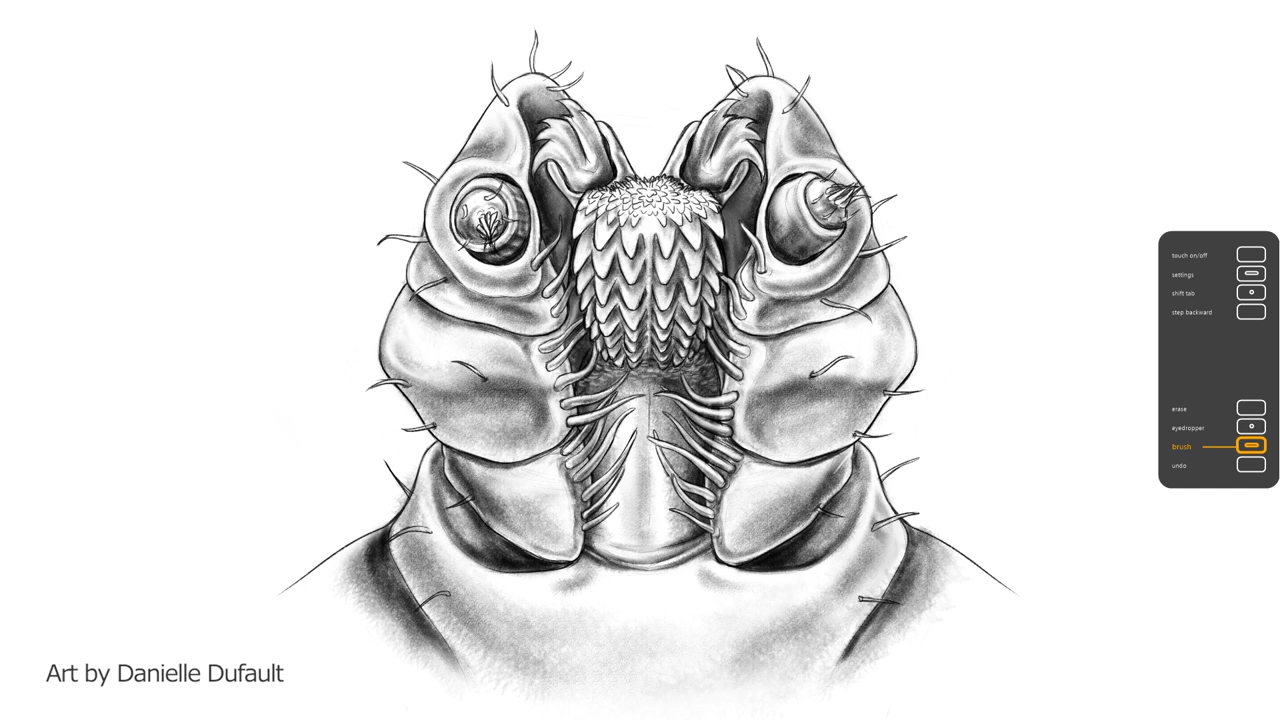 touch on/off
settings
shift tab
step backward
erase
eyedropper
brush
undo
Art by Danielle Dufault